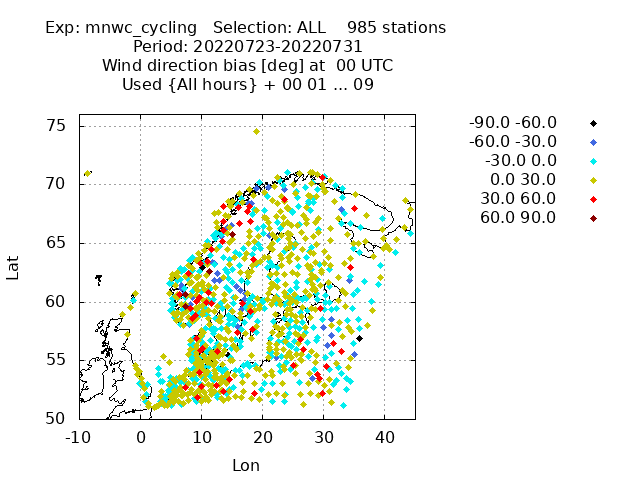 Exp: mnwc_cycling   Selection: ALL    985 stations
Period: 20220723-20220731
Wind direction bias [deg] at  00 UTC
Used {All hours} + 00 01 ... 09
-90.0 -60.0
-60.0 -30.0
-30.0 0.0
0.0 30.0
30.0 60.0
60.0 90.0
75
70
65
60
55
50
Lat
-10 0 10 20 30 40
Lon